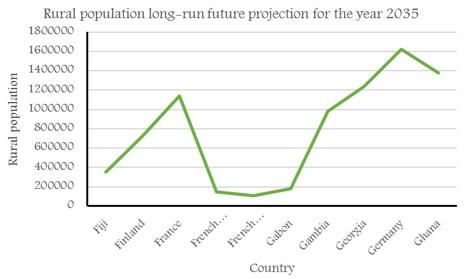 Rural population long-run future projection for the year 2035
Rural population
1800000
1600000
1400000
1200000
1000000
800000
600000
400000
200000
0
Fiji
Finland
France
French...
French...
Gabon
Gambia
Georgia
Germany
Ghana
Country